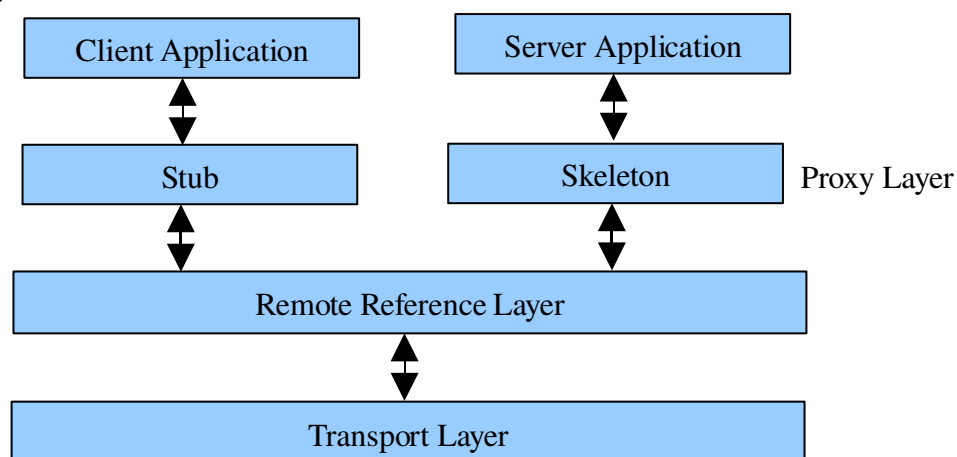 Client Application
Server Application
Stub
Skeleton
Proxy Layer
Remote Reference Layer
Transport Layer